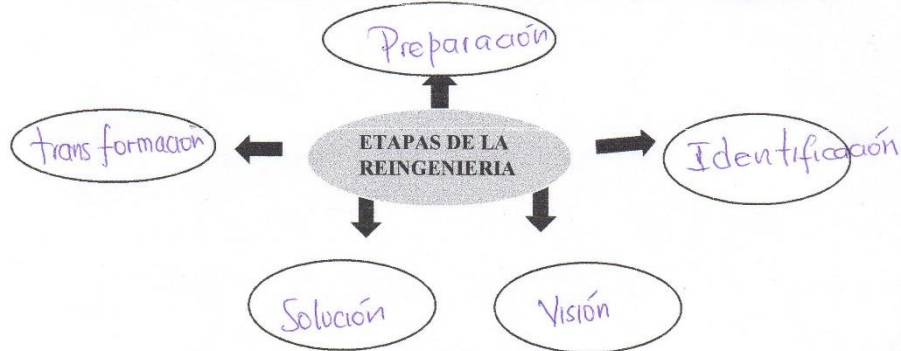 Preparación
transformación
ETAPAS DE LA
REINGENIERIA
Identificación
Solución
Visión